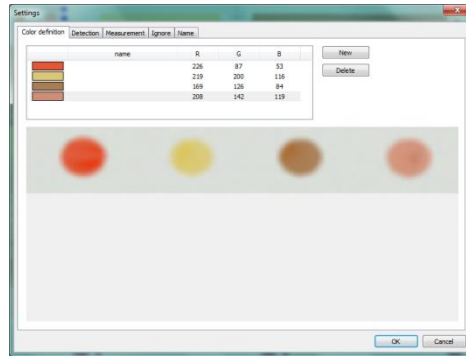 Settings
Color definition Detection Measurement Ignore Name
name R G B
226 87 53
219 200 116
169 126 84
208 142 119
New
Delete
OK Cancel